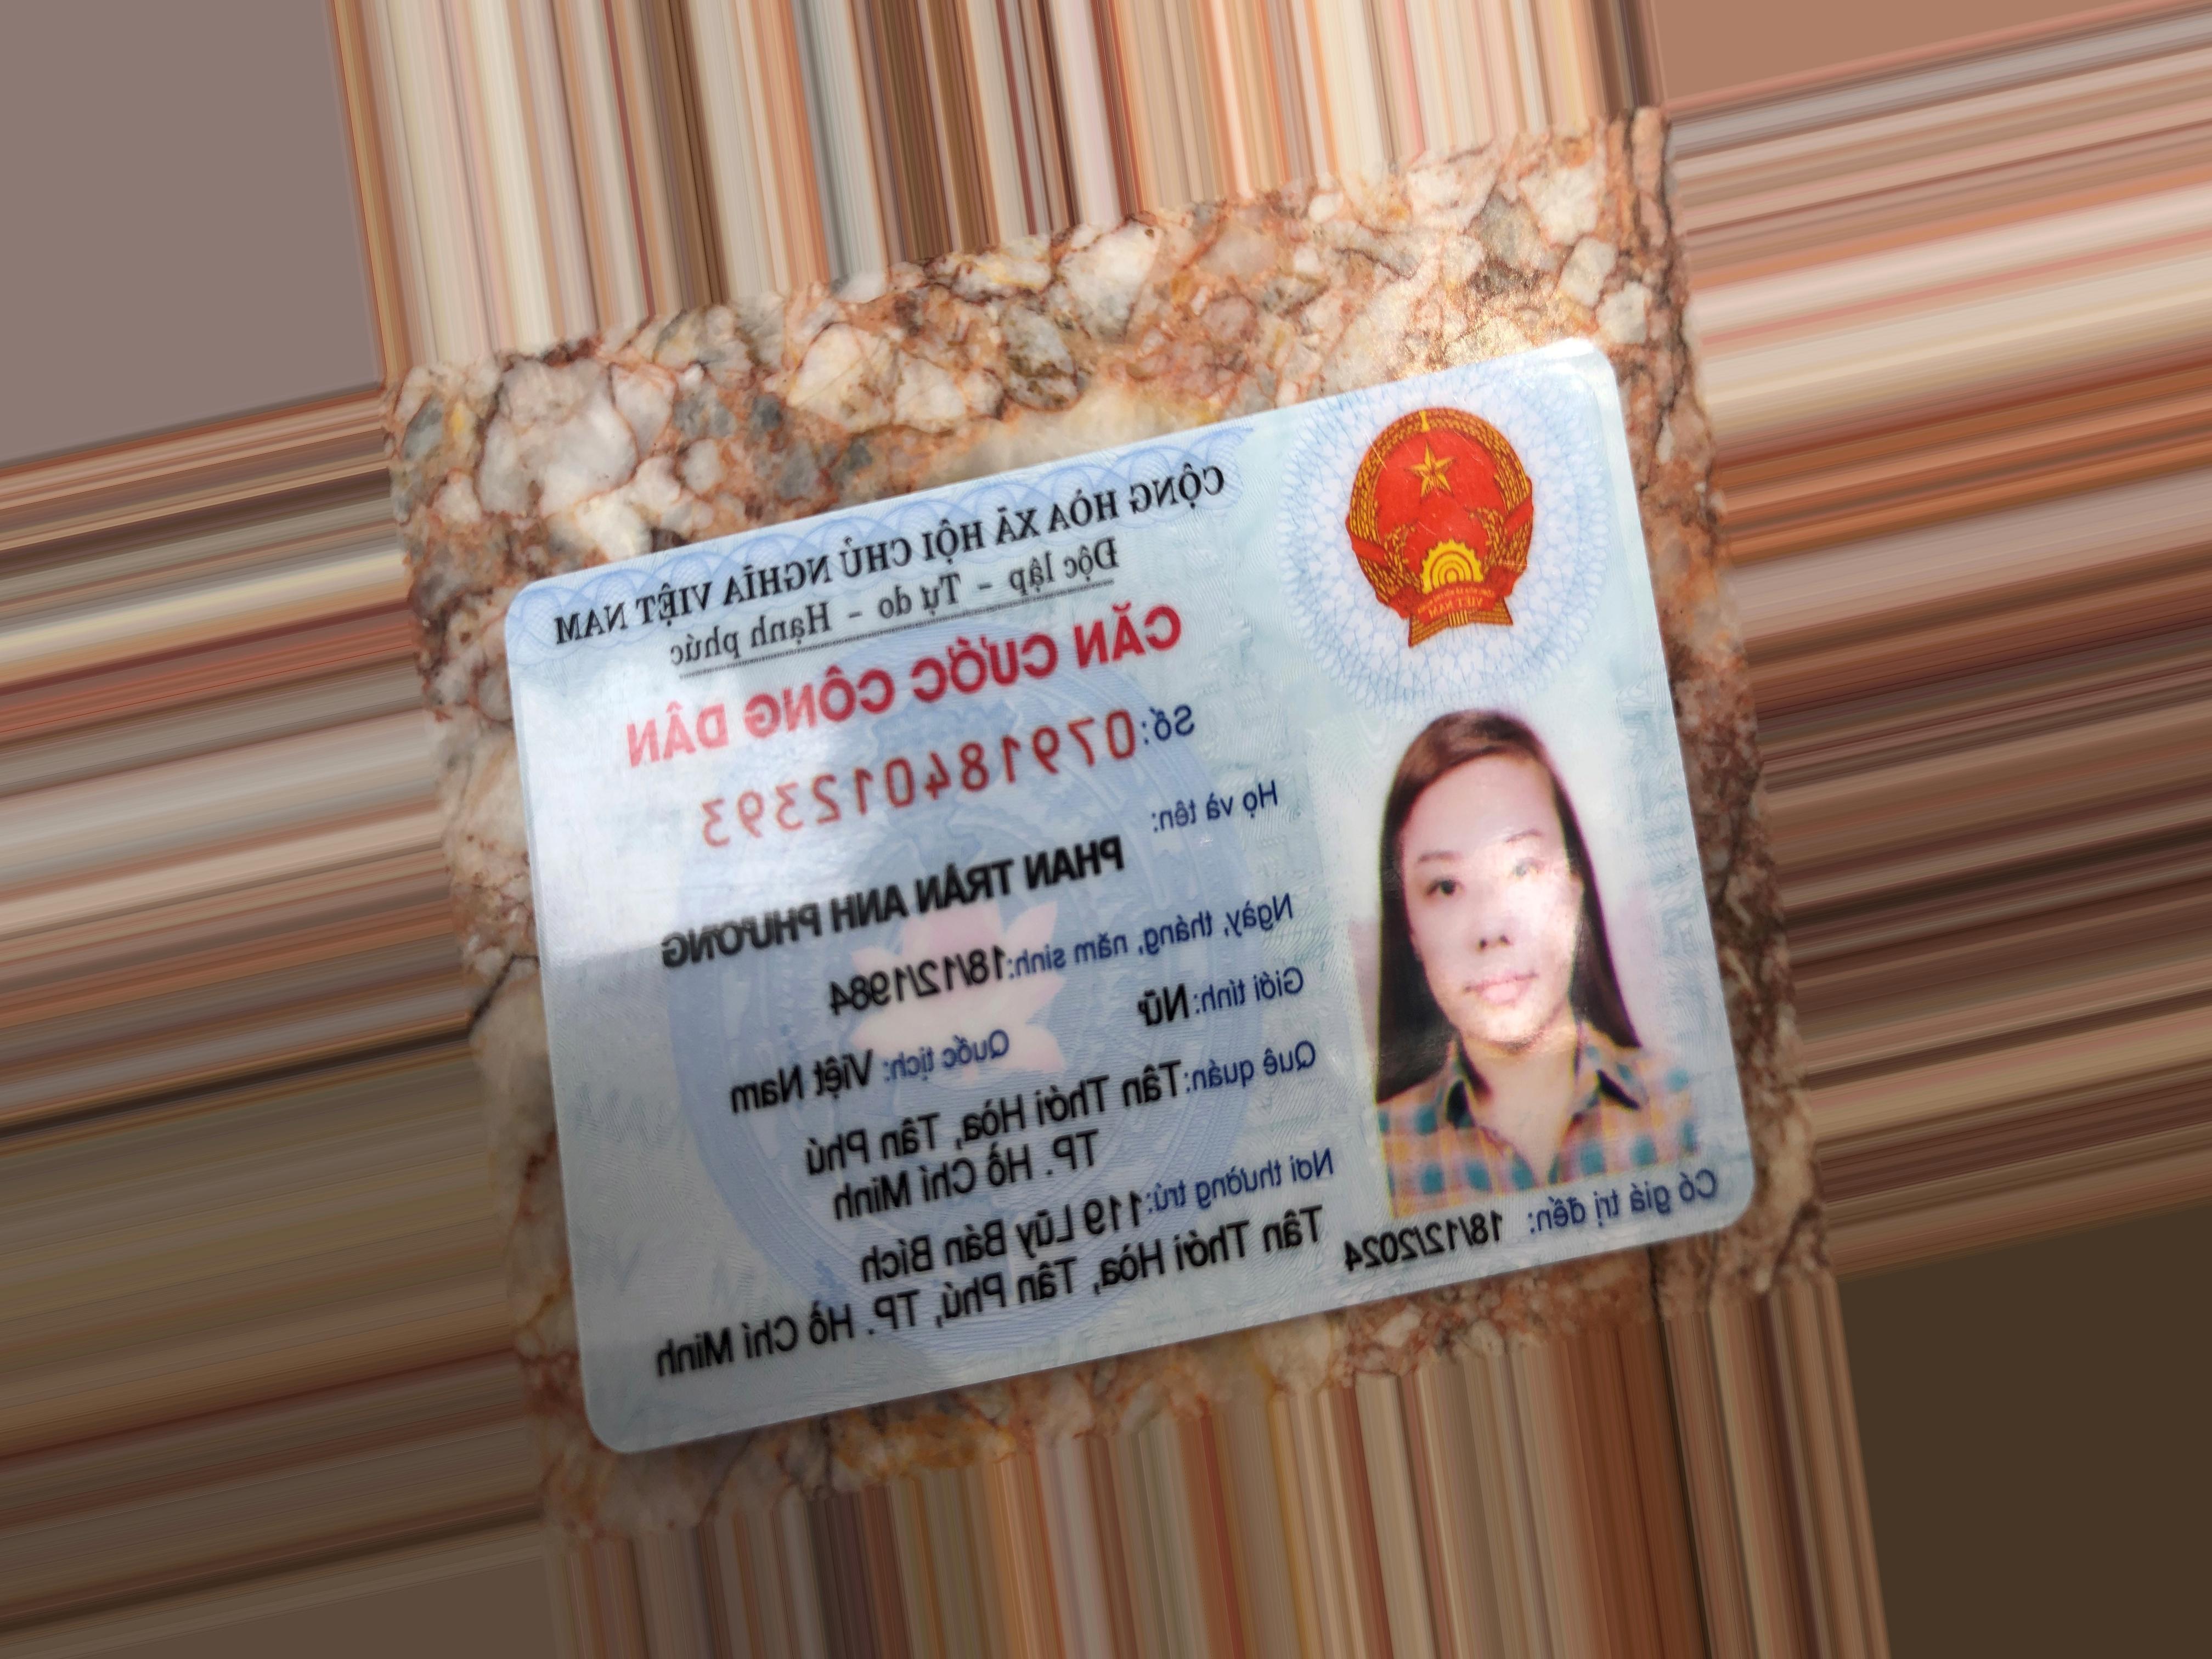 CỘNG HÒA XÃ HỘI CHỦ NGHĨA VIỆT NAM
Độc lập - Tự do - Hạnh phúc
CĂN CƯỚC CÔNG DÂN
Số:079184012393
Họ và tên:
PHAN TRẦN ANH PHƯƠNG
Ngày, tháng, năm sinh:18/12/1984
Giới tính:Nữ
Quốc tịch: Việt Nam
Quê quán:Tân Thới Hòa, Tân Phú
TP. Hồ Chí Minh
Nơi thường trú:119 Lũy Bán Bích
Tân Thới Hòa, Tân Phú, TP. Hồ Chí Minh
Có giá trị đến: 18/12/2024